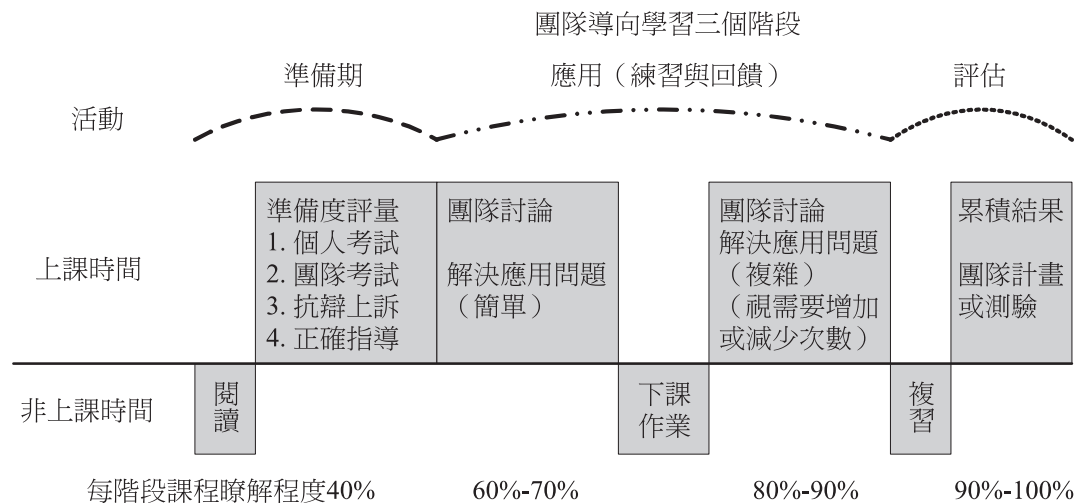 團隊導向學習三個階段
準備期
應用（練習與回饋）
評估
活動
上課時間
準備度評量
1. 個人考試
2. 團隊考試
3. 抗辯上訴
4. 正確指導
團隊討論
解決應用問題
（簡單）
團隊討論
解決應用問題
（複雜）
（視需要增加
或減少次數）
累積結果
團隊計畫
或測驗
非上課時間
閱讀
下課
作業
複習
每階段課程瞭解程度40%
60%-70%
80%-90%
90%-100%